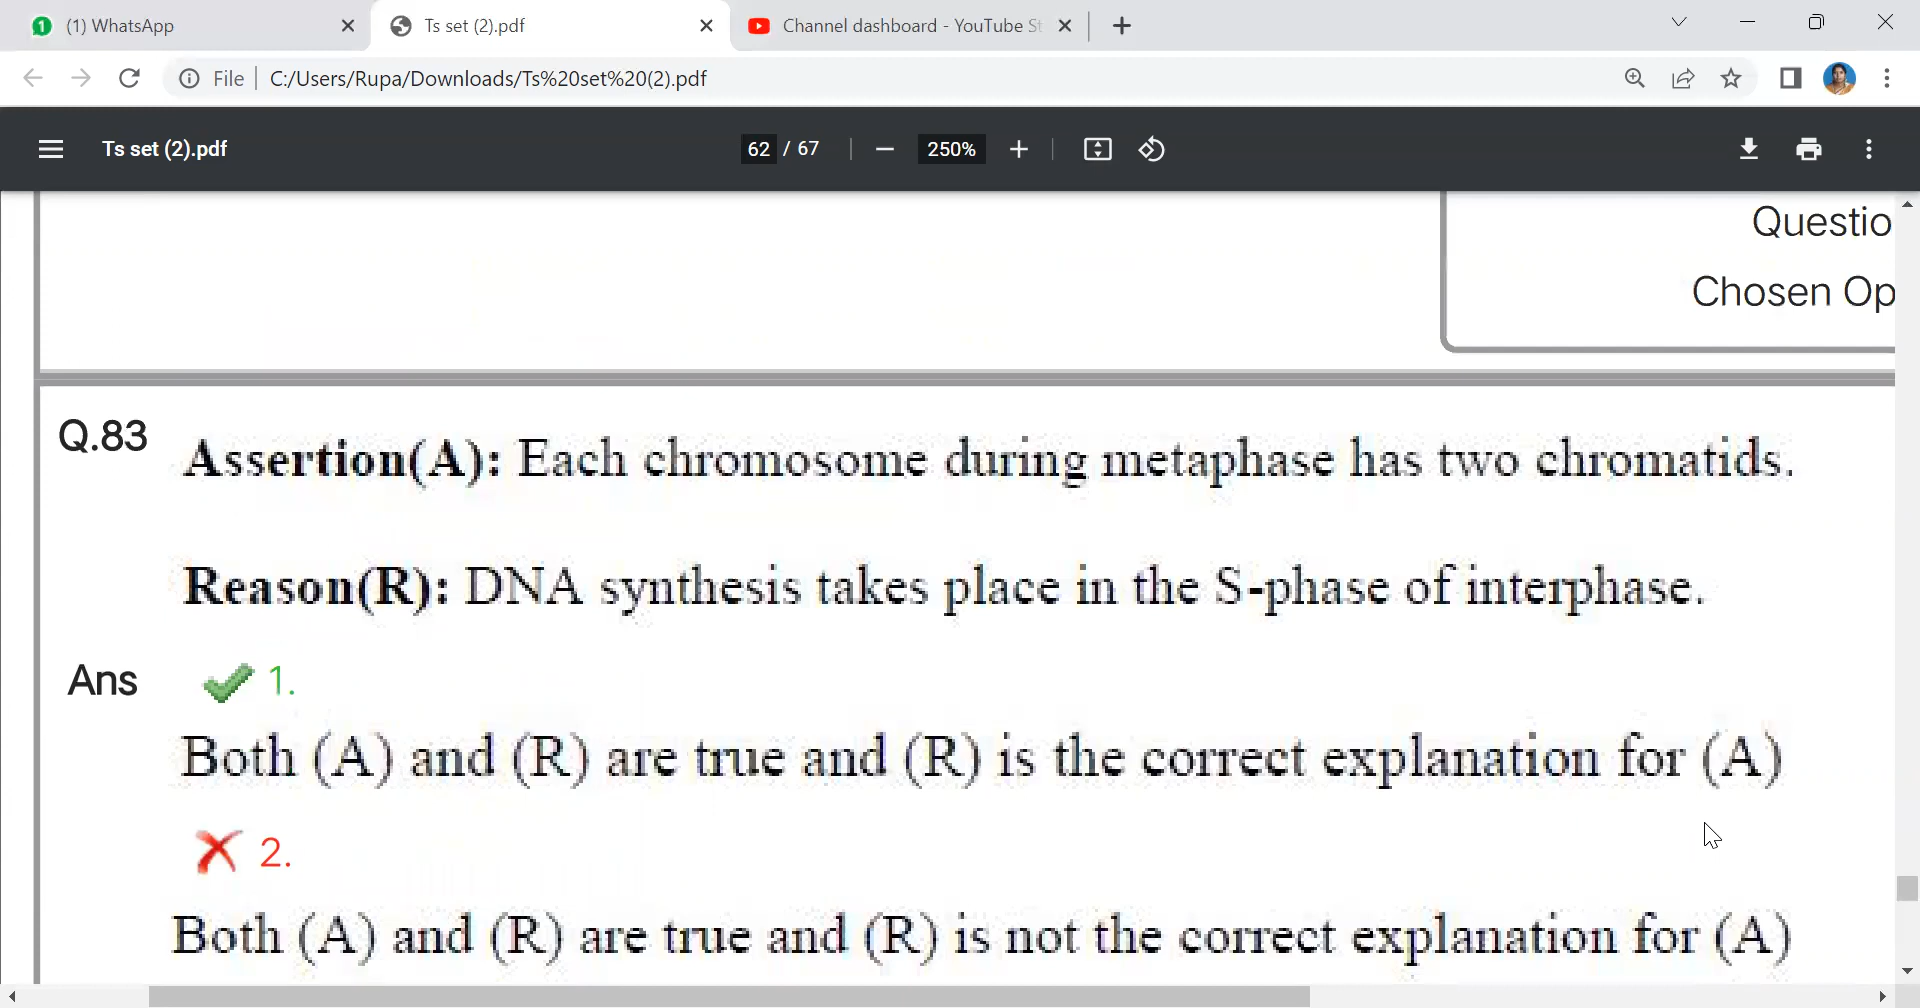 (1) WhatsApp
Ts set (2).pdf
Channel dashboard - YouTube St
File
C:/Users/Rupa/Downloads/Ts%20set%20(2).pdf
Ts set (2).pdf
62 / 67
250%
Questio
Chosen Op
Q.83
Assertion(A): Each chromosome during metaphase has two chromatids.
Reason(R): DNA synthesis takes place in the S-phase of interphase.
Ans
1.
Both (A) and (R) are true and (R) is the correct explanation for (A)
2.
Both (A) and (R) are true and (R) is not the correct explanation for (A)